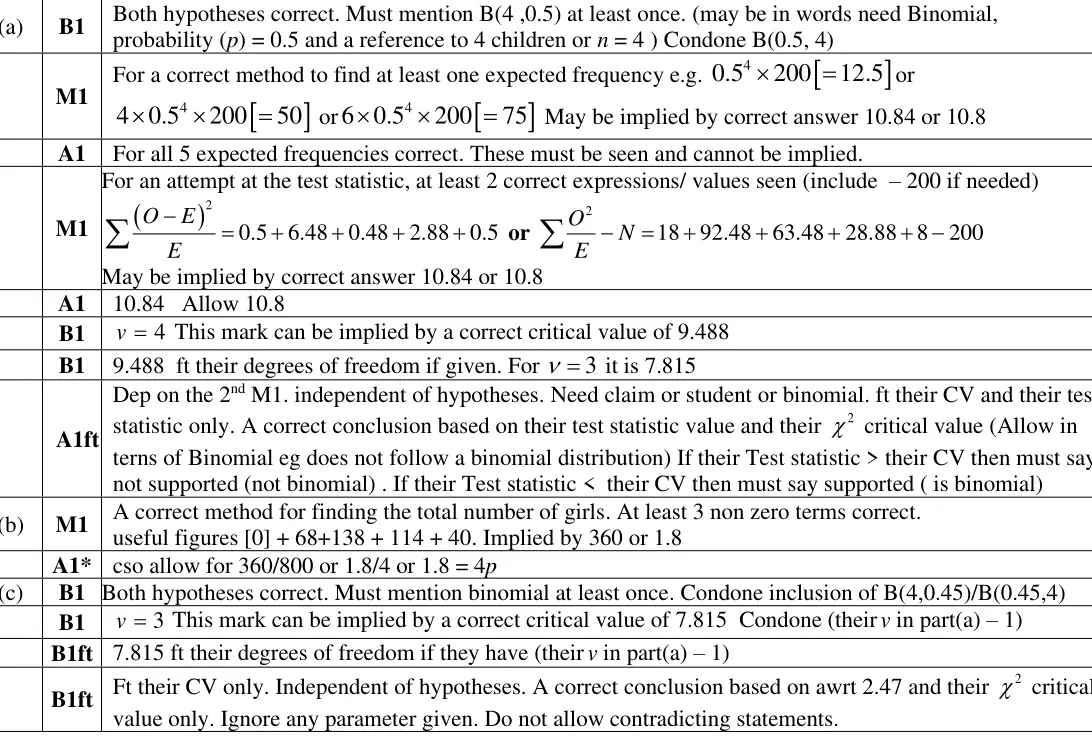 (a) B1 Both hypotheses correct. Must mention B(4 ,0.5) at least once. (may be in words need Binomial,
probability (p) = 0.5 and a reference to 4 children or n = 4 ) Condone B(0.5, 4)
M1 For a correct method to find at least one expected frequency e.g. 0.5⁴ × 200 [= 12.5] or
4 × 0.5⁴ × 200 [= 50] or 6 × 0.5⁴ × 200 [= 75] May be implied by correct answer 10.84 or 10.8
A1 For all 5 expected frequencies correct. These must be seen and cannot be implied.
M1 For an attempt at the test statistic, at least 2 correct expressions/ values seen (include – 200 if needed)
∑ (O – E)²/E = 0.5 + 6.48 + 0.48 + 2.88 + 0.5 or ∑ O²/E – N = 18 + 92.48 + 63.48 + 28.88 + 8 – 200
May be implied by correct answer 10.84 or 10.8
A1 10.84 Allow 10.8
B1 ν = 4 This mark can be implied by a correct critical value of 9.488
B1 9.488 ft their degrees of freedom if given. For ν = 3 it is 7.815
A1ft Dep on the 2nd M1. independent of hypotheses. Need claim or student or binomial. ft their CV and their tes
statistic only. A correct conclusion based on their test statistic value and their χ² critical value (Allow in
terns of Binomial eg does not follow a binomial distribution) If their Test statistic > their CV then must say
not supported (not binomial) . If their Test statistic < their CV then must say supported ( is binomial)
(b) M1 A correct method for finding the total number of girls. At least 3 non zero terms correct.
useful figures [0] + 68+138 + 114 + 40. Implied by 360 or 1.8
A1* cso allow for 360/800 or 1.8/4 or 1.8 = 4p
(c) B1 Both hypotheses correct. Must mention binomial at least once. Condone inclusion of B(4,0.45)/B(0.45,4)
B1 ν = 3 This mark can be implied by a correct critical value of 7.815 Condone (their ν in part(a) – 1)
B1ft 7.815 ft their degrees of freedom if they have (their ν in part(a) – 1)
B1ft Ft their CV only. Independent of hypotheses. A correct conclusion based on awrt 2.47 and their χ² critical
value only. Ignore any parameter given. Do not allow contradicting statements.